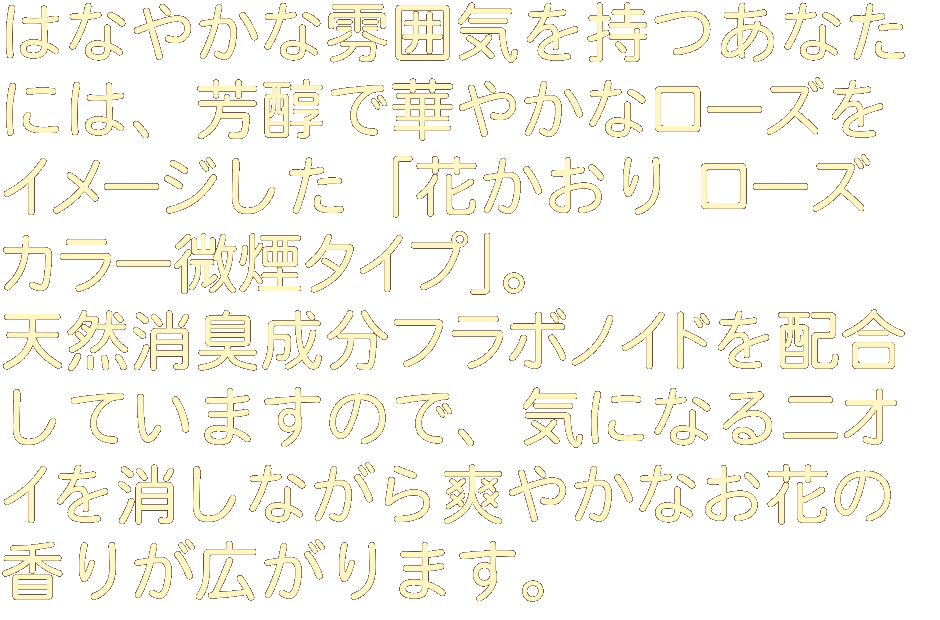 はなやかな雰囲気を持つあなた
には、芳醇で華やかなローズを
イメージした「花かおり ローズ
カラー微煙タイプ」。
天然消臭成分フラボノイドを配合
していますので、気になるニオ
イを消しながら爽やかなお花の
香りが広がります。